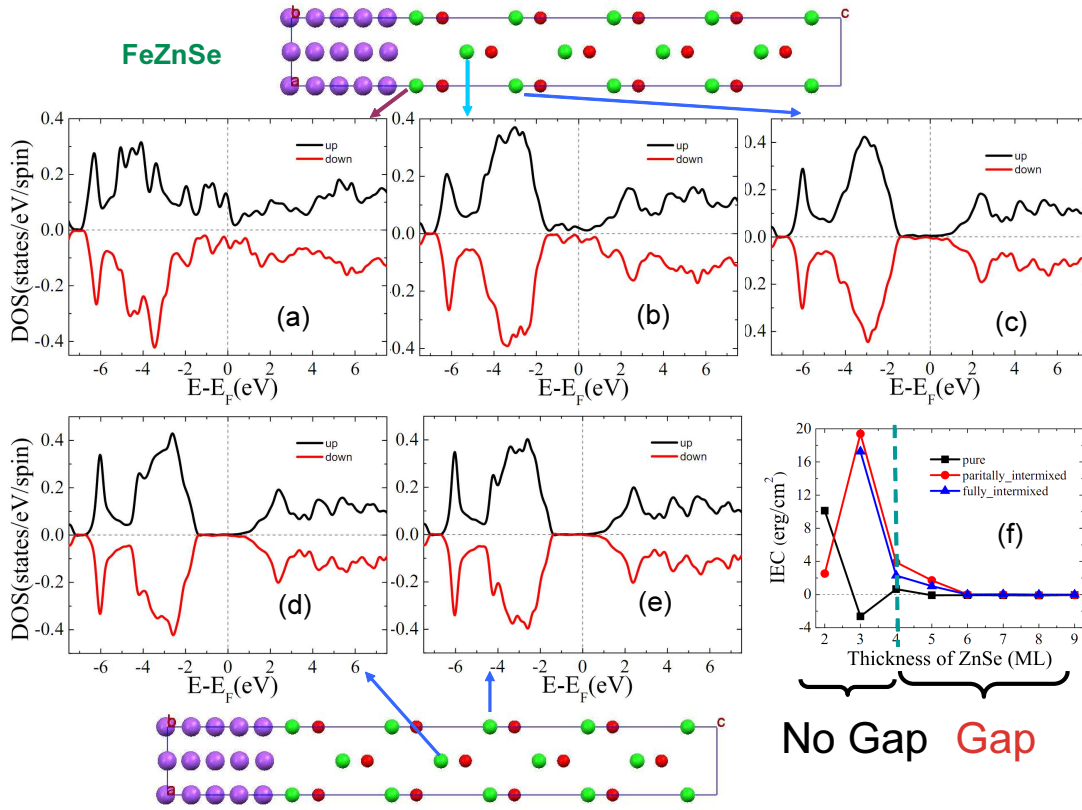 b
c
FeZnSe
a
DOS(states/eV/spin)
0.4
0.2
0.0
-0.2
-0.4
up
down
(a)
-6 -4 -2 0 2 4 6
E-EF(eV)
0.4
0.2
0.0
0.2
0.4
up
down
(b)
-6 -4 -2 0 2 4 6
E-EF(eV)
0.4
0.2
0.0
0.2
0.4
up
down
(c)
-6 -4 -2 0 2 4 6
E-EF(eV)
DOS(states/eV/spin)
0.4
0.2
0.0
-0.2
-0.4
up
down
(d)
-6 -4 -2 0 2 4 6
E-EF(eV)
0.4
0.2
0.0
0.2
0.4
up
down
(e)
-6 -4 -2 0 2 4 6
E-EF(eV)
IEC (erg/cm2)
20
16
12
8
4
0
-4
pure
paritally_intermixed
fully_intermixed
(f)
2 3 4 5 6 7 8 9
Thickness of ZnSe (ML)
No Gap Gap
b
c
a